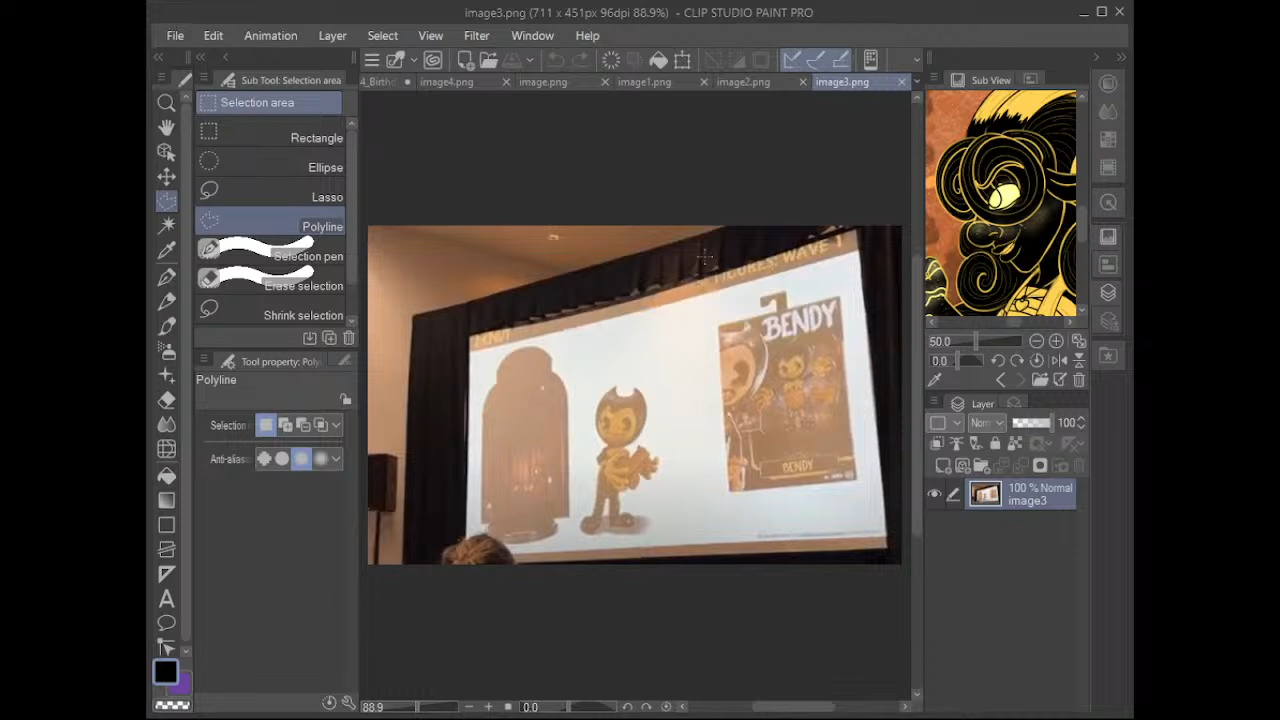 image3.png (711 x 451px 96dpi 88.9%) - CLIP STUDIO PAINT PRO
File Edit Animation Layer Select View Filter Window Help
image4.png image.png image1.png image2.png image3.png
Sub Tool: Selection area
Selection area
Rectangle
Ellipse
Lasso
Polyline
Selection pen
Erase selection
Shrink selection
Tool property: Poly
Polyline
Selection
Anti-alias
FIGURES: WAVE 1
BENDY
BENDY
BENDY
Sub View
50.0
0.0
Layer
Norm 100
100 % Normal
image3
88.9 0.0